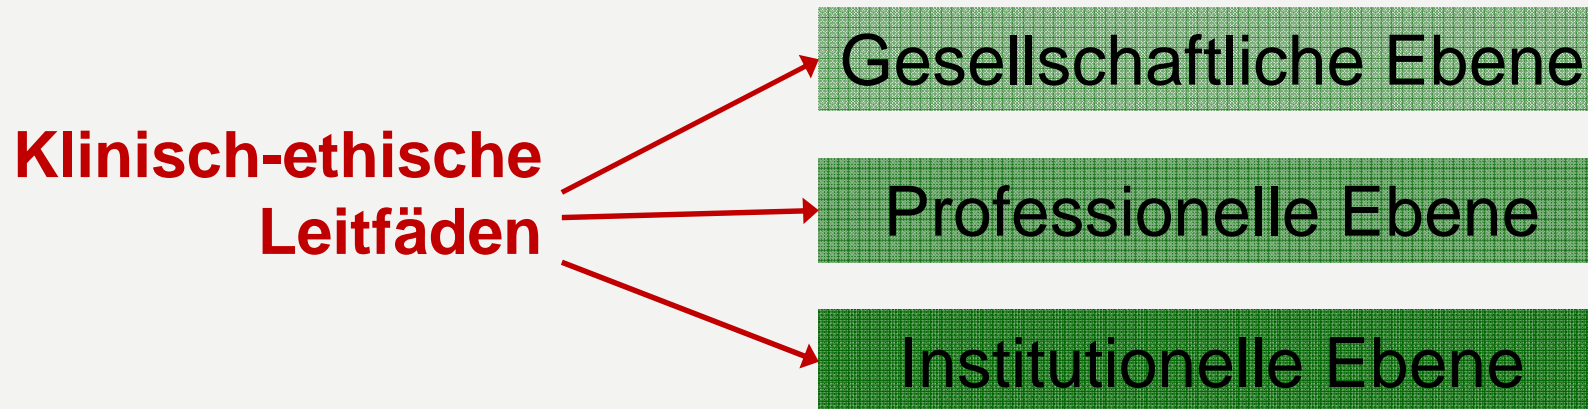 Klinisch-ethische
Leitfäden
Gesellschaftliche Ebene
Professionelle Ebene
Institutionelle Ebene